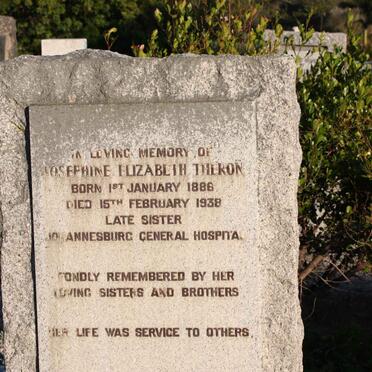 IN LOVING MEMORY OF
JOSEPHINE ELIZABETH THERON
BORN 1ST JANUARY 1886
DIED 15TH FEBRUARY 1938
LATE SISTER
JOHANNESBURG GENERAL HOSPITAL
FONDLY REMEMBERED BY HER
LOVING SISTERS AND BROTHERS
HER LIFE WAS SERVICE TO OTHERS.